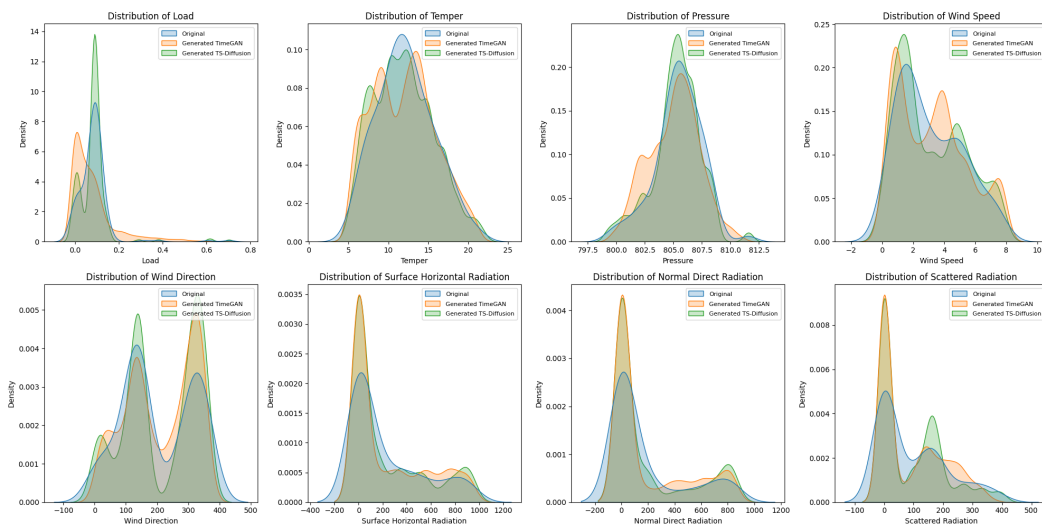 Distribution of Load
Original
Generated TimeGAN
Generated TS-Diffusion
Density
14
12
10
8
6
4
2
0
0.0
0.2
0.4
0.6
0.8
Load
Distribution of Temper
Original
Generated TimeGAN
Generated TS-Diffusion
Density
0.10
0.08
0.06
0.04
0.02
0.00
0
5
10
15
20
25
Temper
Distribution of Pressure
Original
Generated TimeGAN
Generated TS-Diffusion
Density
0.20
0.15
0.10
0.05
0.00
797.5
800.0
802.5
805.0
807.5
810.0
812.5
Pressure
Distribution of Wind Speed
Original
Generated TimeGAN
Generated TS-Diffusion
Density
0.25
0.20
0.15
0.10
0.05
0.00
−2
0
2
4
6
8
10
Wind Speed
Distribution of Wind Direction
Original
Generated TimeGAN
Generated TS-Diffusion
Density
0.005
0.004
0.003
0.002
0.001
0.000
−100
0
100
200
300
400
500
Wind Direction
Distribution of Surface Horizontal Radiation
Original
Generated TimeGAN
Generated TS-Diffusion
Density
0.0035
0.0030
0.0025
0.0020
0.0015
0.0010
0.0005
0.0000
−400
−200
0
200
400
600
800
1000
1200
Surface Horizontal Radiation
Distribution of Normal Direct Radiation
Original
Generated TimeGAN
Generated TS-Diffusion
Density
0.004
0.003
0.002
0.001
0.000
−400
−200
0
200
400
600
800
1000
1200
Normal Direct Radiation
Distribution of Scattered Radiation
Original
Generated TimeGAN
Generated TS-Diffusion
Density
0.008
0.006
0.004
0.002
0.000
−100
0
100
200
300
400
500
Scattered Radiation